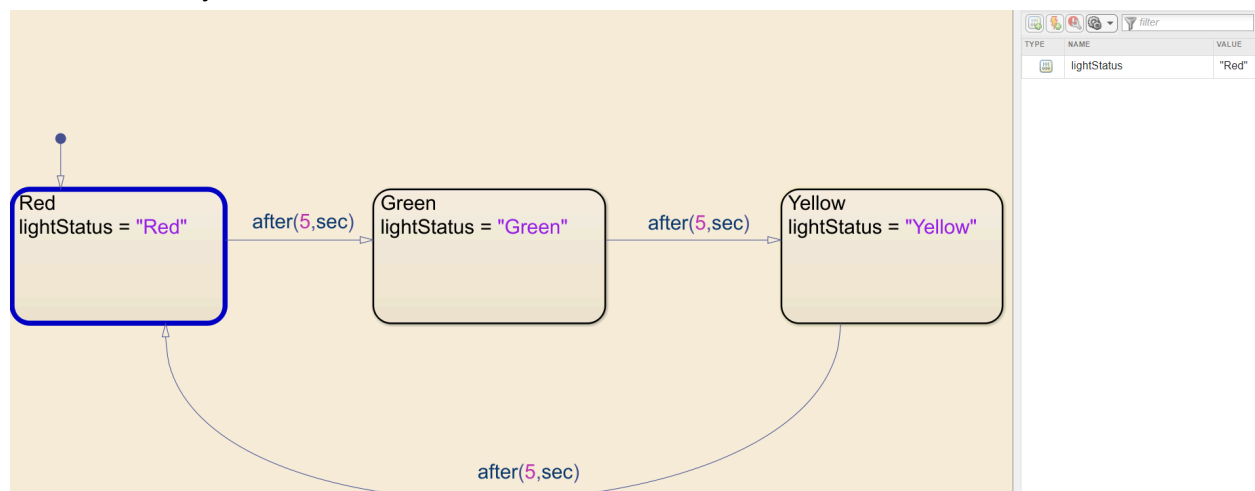 filter
TYPE NAME VALUE
lightStatus "Red"
Red
lightStatus = "Red"
after(5,sec)
Green
lightStatus = "Green"
after(5,sec)
Yellow
lightStatus = "Yellow"
after(5,sec)